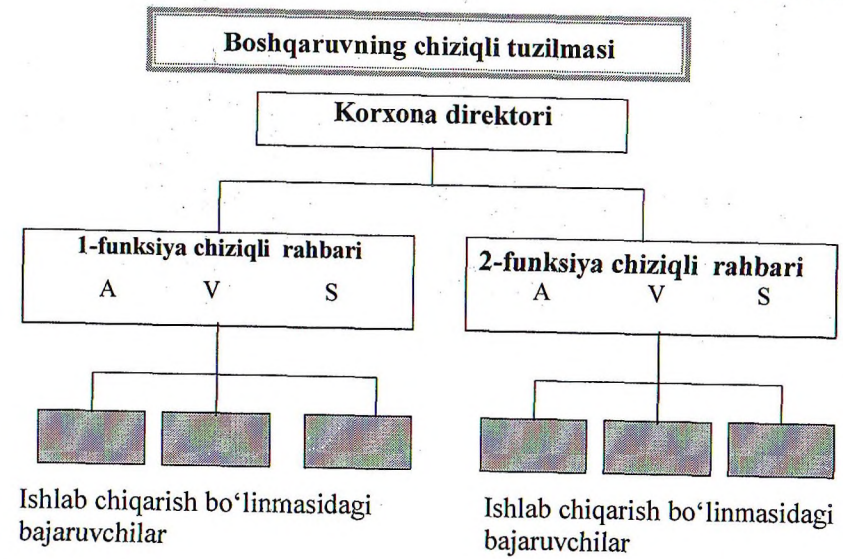 Boshqaruvning chiziqli tuzilmasi
Korxona direktori
1-funksiya chiziqli rahbari
A V S
2-funksiya chiziqli rahbari
A V S
Ishlab chiqarish bo‘linmasidagi
bajaruvchilar
Ishlab chiqarish bo‘linmasidagi
bajaruvchilar